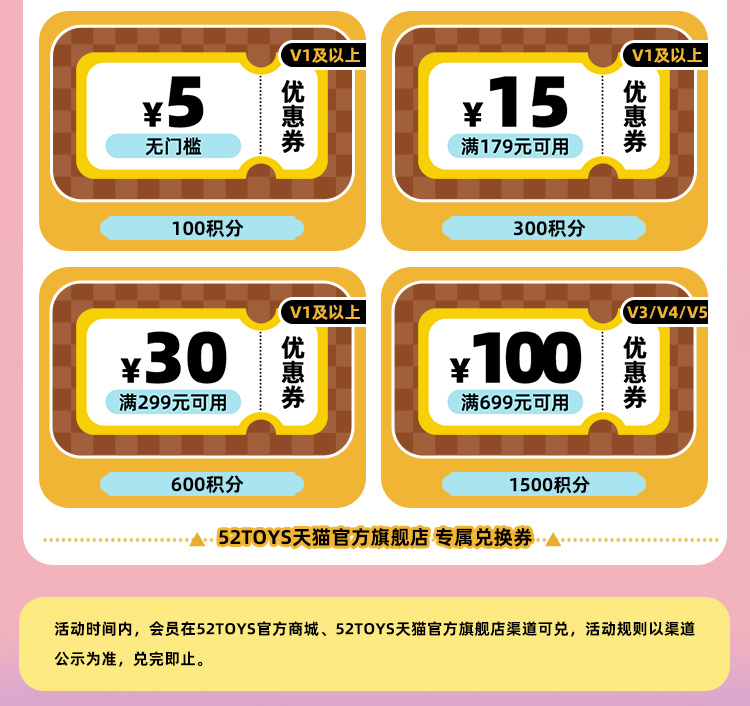 V1及以上
¥5
优惠券
无门槛
100积分
V1及以上
¥15
优惠券
满179元可用
300积分
V1及以上
¥30
优惠券
满299元可用
600积分
V3/V4/V5
¥100
优惠券
满699元可用
1500积分
52TOYS天猫官方旗舰店 专属兑换券
活动时间内，会员在52TOYS官方商城、52TOYS天猫官方旗舰店渠道可兑，活动规则以渠道
公示为准，兑完即止。